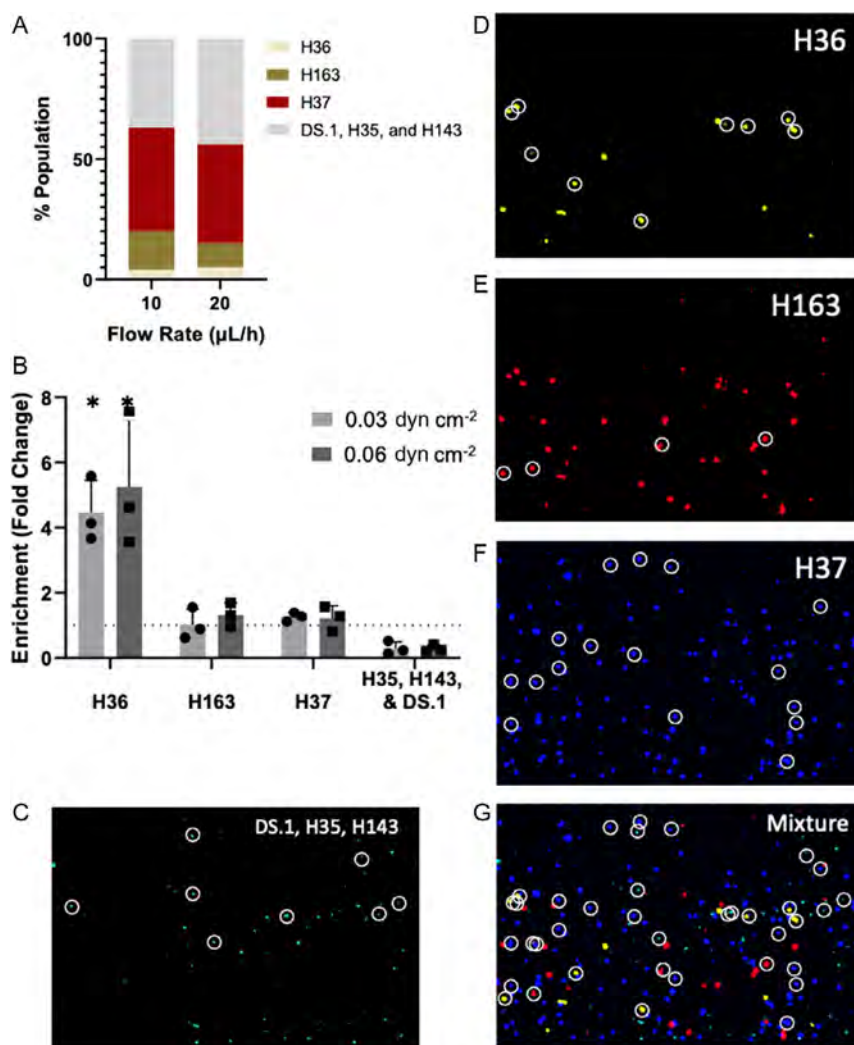 A
% Population
100
50
0
10
20
Flow Rate (µL/h)
H36
H163
H37
DS.1, H35, and H143
B
Enrichment (Fold Change)
8
6
4
2
0
* *
0.03 dyn cm-2
0.06 dyn cm-2
H36
H163
H37
H35, H143,
& DS.1
C
DS.1, H35, H143
D
H36
E
H163
F
H37
G
Mixture